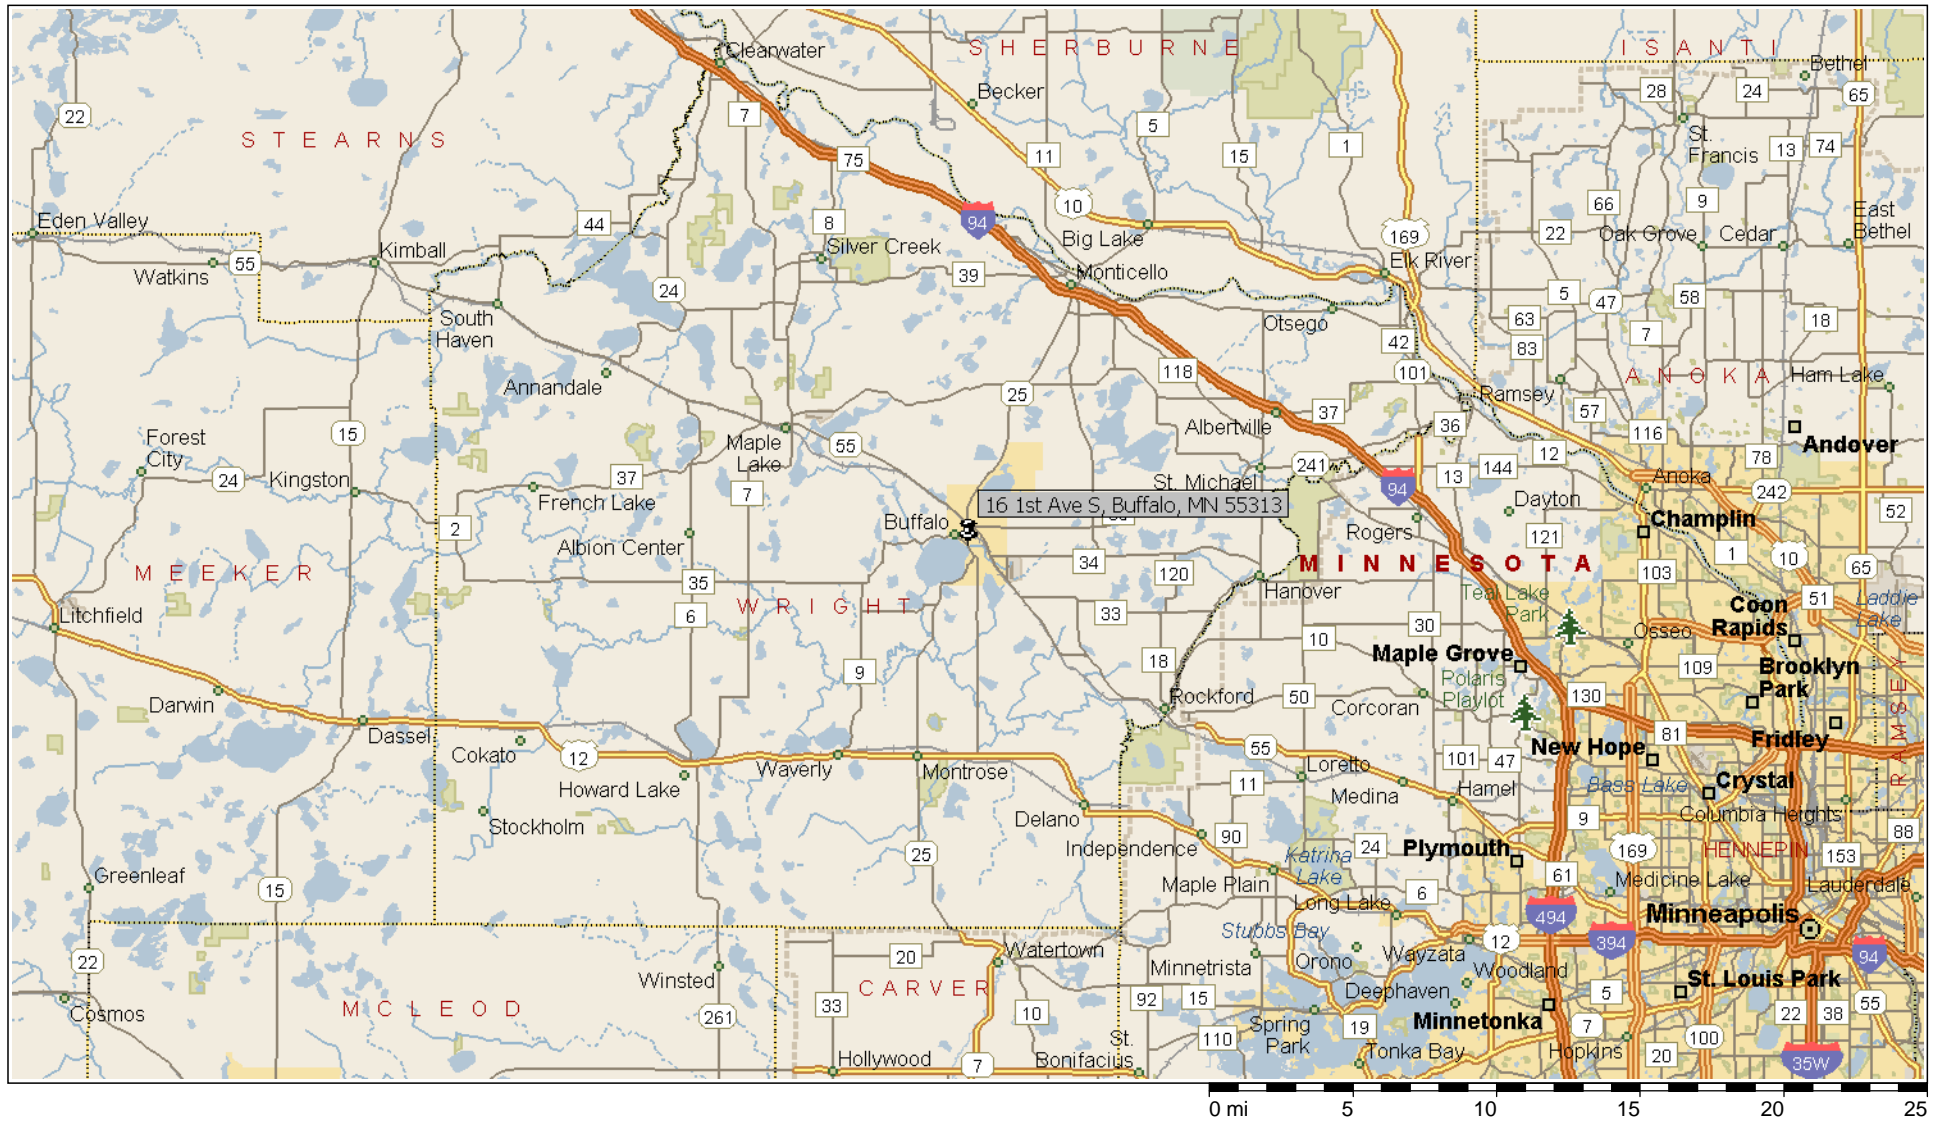 Clearwater
SHERBURNE
ISANTI
Bethel
Becker
28
24
65
22
7
5
STEARNS
11
15
1
75
St.
Francis
13
74
8
10
66
9
East
Bethel
Eden Valley
44
94
Big Lake
169
22
Oak Grove
Cedar
Kimball
Silver Creek
Watkins
55
39
Monticello
Elk River
24
5
47
58
South
Haven
Otsego
63
7
18
42
83
Annandale
118
101
ANOKA
Ham Lake
25
Ramsey
37
57
Forest
City
15
Maple
Lake
55
Albertville
36
116
Andover
24
Kingston
37
241
12
78
French Lake
7
St. Michael
94
13
144
Anoka
242
16 1st Ave S, Buffalo, MN 55313
Dayton
52
2
Buffalo
Rogers
Champlin
Albion Center
121
1
10
MEEKER
34
120
MINNESOTA
103
65
35
Hanover
Teal Lake
Park
51
Laddie
Lake
Litchfield
WRIGHT
6
33
Coon
Rapids
10
30
Osseo
9
18
Maple Grove
109
Brooklyn
Park
RAMSEY
Darwin
Rockford
50
Corcoran
Polaris
Playlot
130
Dassel
Cokato
12
55
81
Fridley
New Hope
Waverly
Montrose
Loretto
101
47
Howard Lake
11
Medina
Hamel
Bass Lake
Crystal
Stockholm
Delano
9
Columbia Heights
Independence
90
88
Katrina
Lake
24
Plymouth
169
HENNEPIN
153
25
Greenleaf
15
Maple Plain
6
61
Medicine Lake
Lauderdale
Long Lake
494
Minneapolis
Stubbs Bay
12
394
22
20
Watertown
Wayzata
94
Winsted
Minnetrista
Orono
Woodland
CARVER
Deephaven
St. Louis Park
Cosmos
MCLEOD
261
33
10
92
15
5
55
Spring
Park
19
Minnetonka
7
22
38
110
St.
Bonifacius
Hollywood
7
Tonka Bay
Hopkins
20
100
35W
0 mi
5
10
15
20
25